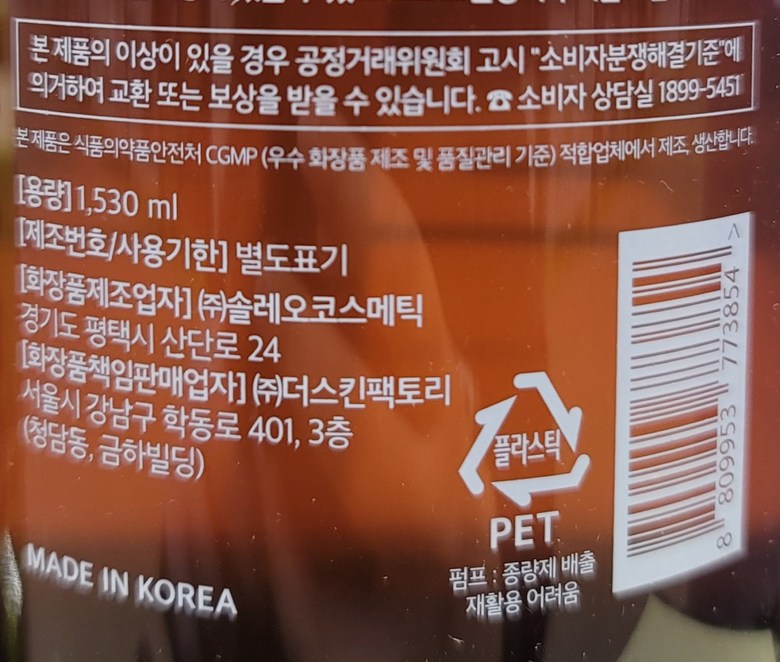 본 제품의 이상이 있을 경우 공정거래위원회 고시 "소비자분쟁해결기준"에
의거하여 교환 또는 보상을 받을 수 있습니다. ☎ 소비자 상담실 1899-5451
본 제품은 식품의약품안전처 CGMP (우수 화장품 제조 및 품질관리 기준) 적합업체에서 제조, 생산합니다.
[용량] 1,530 ml
[제조번호/사용기한] 별도표기
[화장품제조업자] ㈜솔레오코스메틱
경기도 평택시 산단로 24
[화장품책임판매업자] ㈜더스킨팩토리
서울시 강남구 학동로 401, 3층
(청담동, 금하빌딩)
MADE IN KOREA
플라스틱
PET
펌프 : 종량제 배출
재활용 어려움
8 809953 773854 >